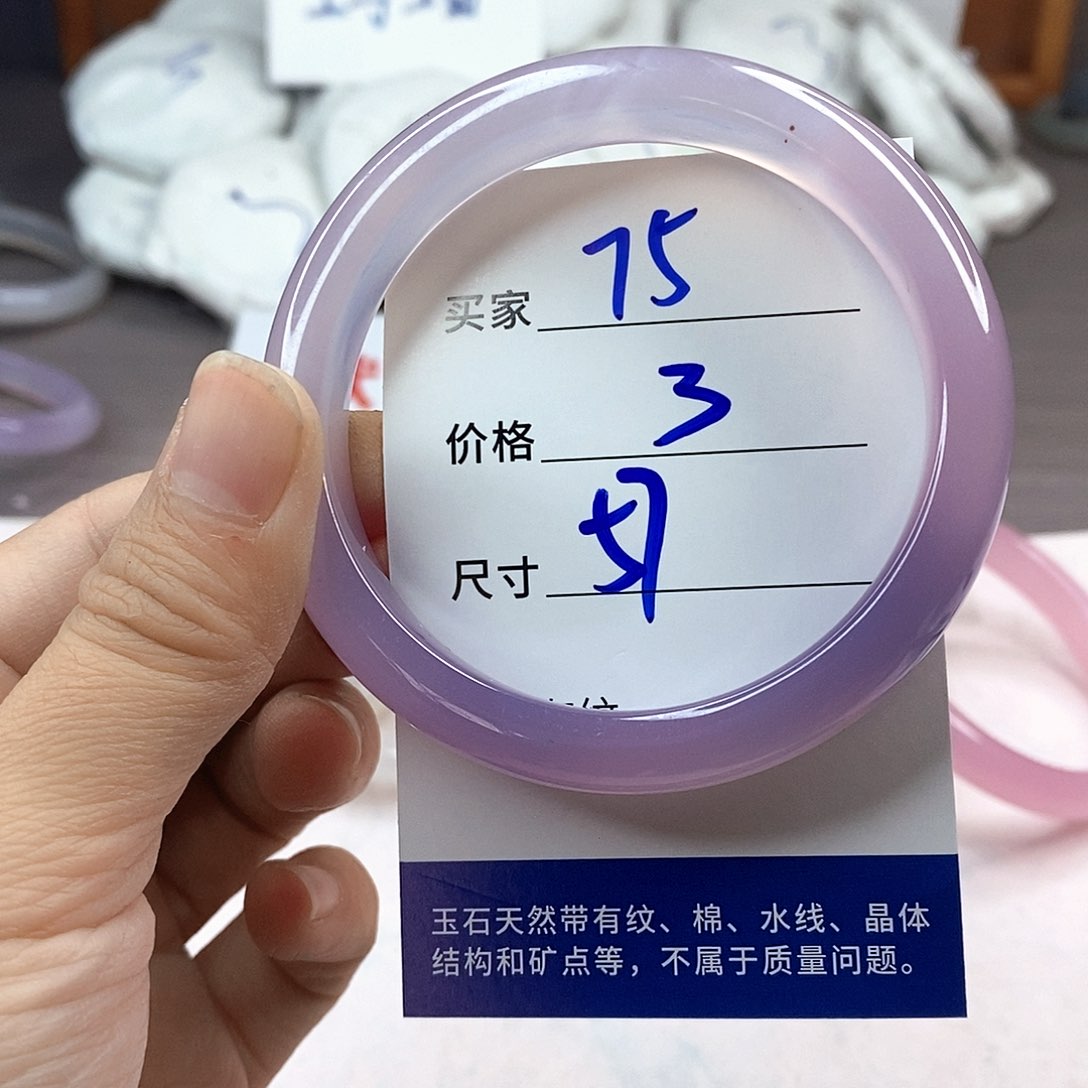 买家 75
价格 3
尺寸
纹
玉石天然带有纹、棉、水线、晶体
结构和矿点等，不属于质量问题。